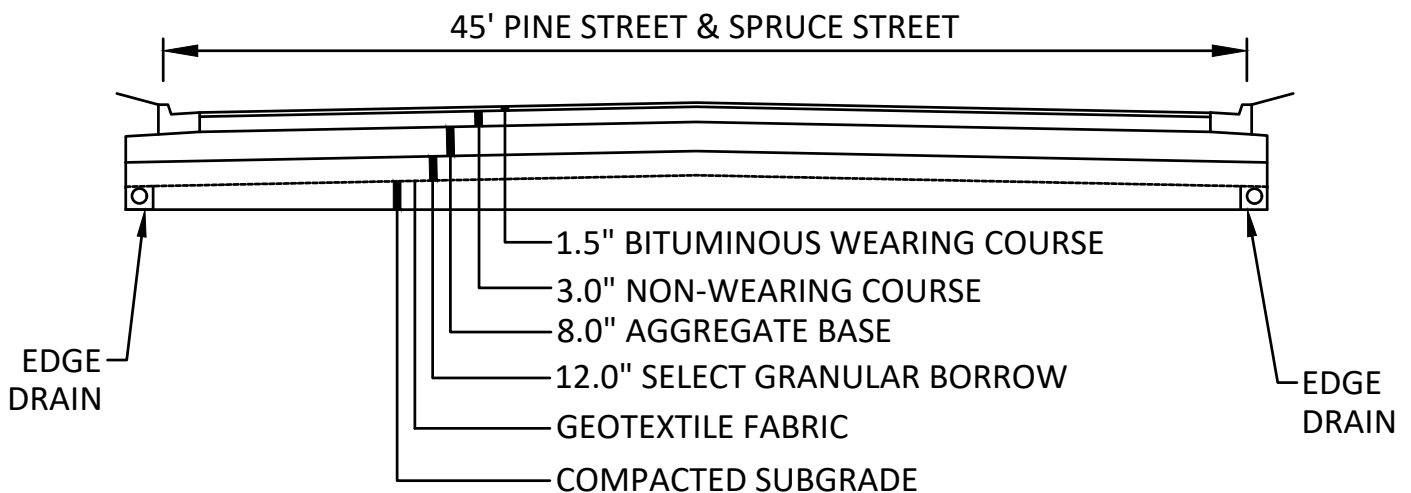 45' PINE STREET & SPRUCE STREET
1.5" BITUMINOUS WEARING COURSE
3.0" NON-WEARING COURSE
8.0" AGGREGATE BASE
12.0" SELECT GRANULAR BORROW
GEOTEXTILE FABRIC
COMPACTED SUBGRADE
EDGE
DRAIN
EDGE
DRAIN